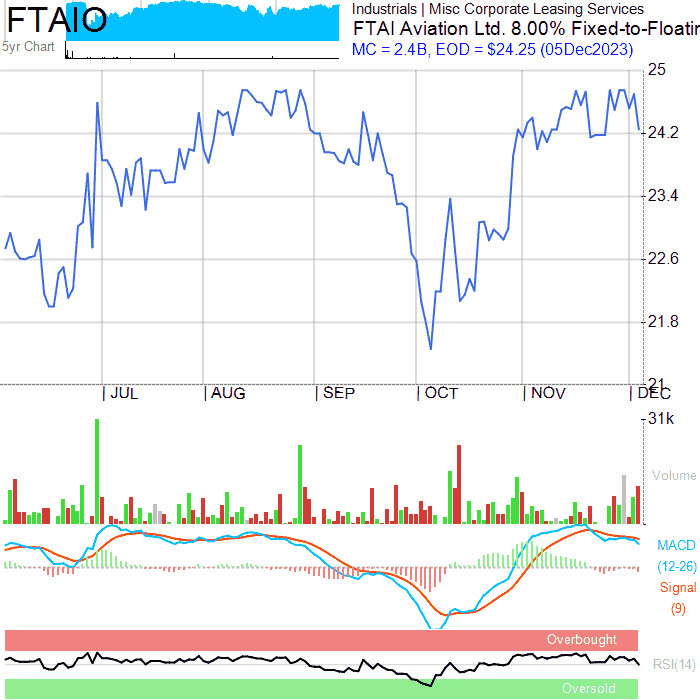 FTAIO
5yr Chart
Industrials | Misc Corporate Leasing Services
FTAI Aviation Ltd. 8.00% Fixed-to-Floatin
MC = 2.4B, EOD = $24.25 (05Dec2023)
25
24.2
23.4
22.6
21.8
21
| JUL
| AUG
| SEP
| OCT
| NOV
| DEC
31k
Volume
MACD
(12-26)
Signal
(9)
Overbought
RSI(14)
Oversold